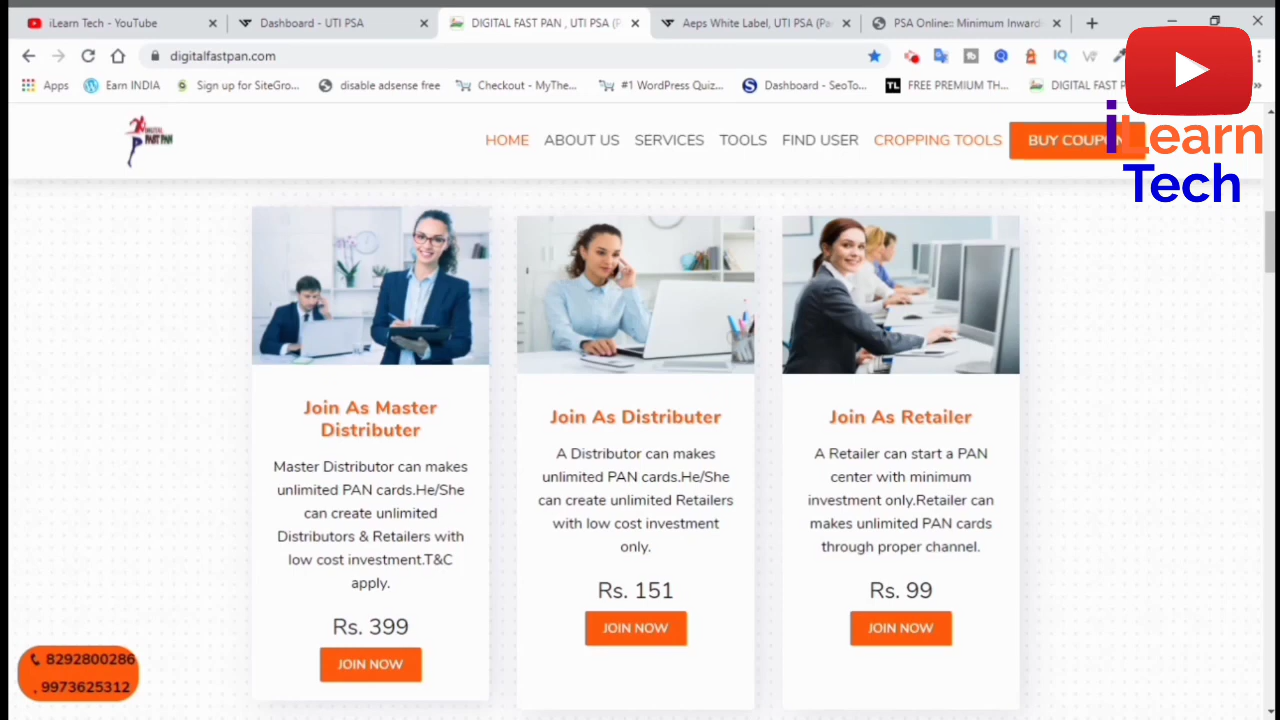 iLearn Tech - YouTube
Dashboard - UTI PSA
DIGITAL FAST PAN , UTI PSA (P
Aeps White Label, UTI PSA (Pa
PSA Online:: Minimum Inward
digitalfastpan.com
Apps
Earn INDIA
Sign up for SiteGro...
disable adsense free
Checkout - MyThe...
#1 WordPress Quiz...
Dashboard - SeoTo...
FREE PREMIUM TH...
DIGITAL FAST P
iLearn
Tech
FAST PAN
HOME
ABOUT US
SERVICES
TOOLS
FIND USER
CROPPING TOOLS
BUY COUPON
Join As Master
Distributer
Master Distributor can makes
unlimited PAN cards.He/She
can create unlimited
Distributors & Retailers with
low cost investment.T&C
apply.
Rs. 399
JOIN NOW
Join As Distributer
A Distributor can makes
unlimited PAN cards.He/She
can create unlimited Retailers
with low cost investment
only.
Rs. 151
JOIN NOW
Join As Retailer
A Retailer can start a PAN
center with minimum
investment only.Retailer can
makes unlimited PAN cards
through proper channel.
Rs. 99
JOIN NOW
8292800286
, 9973625312